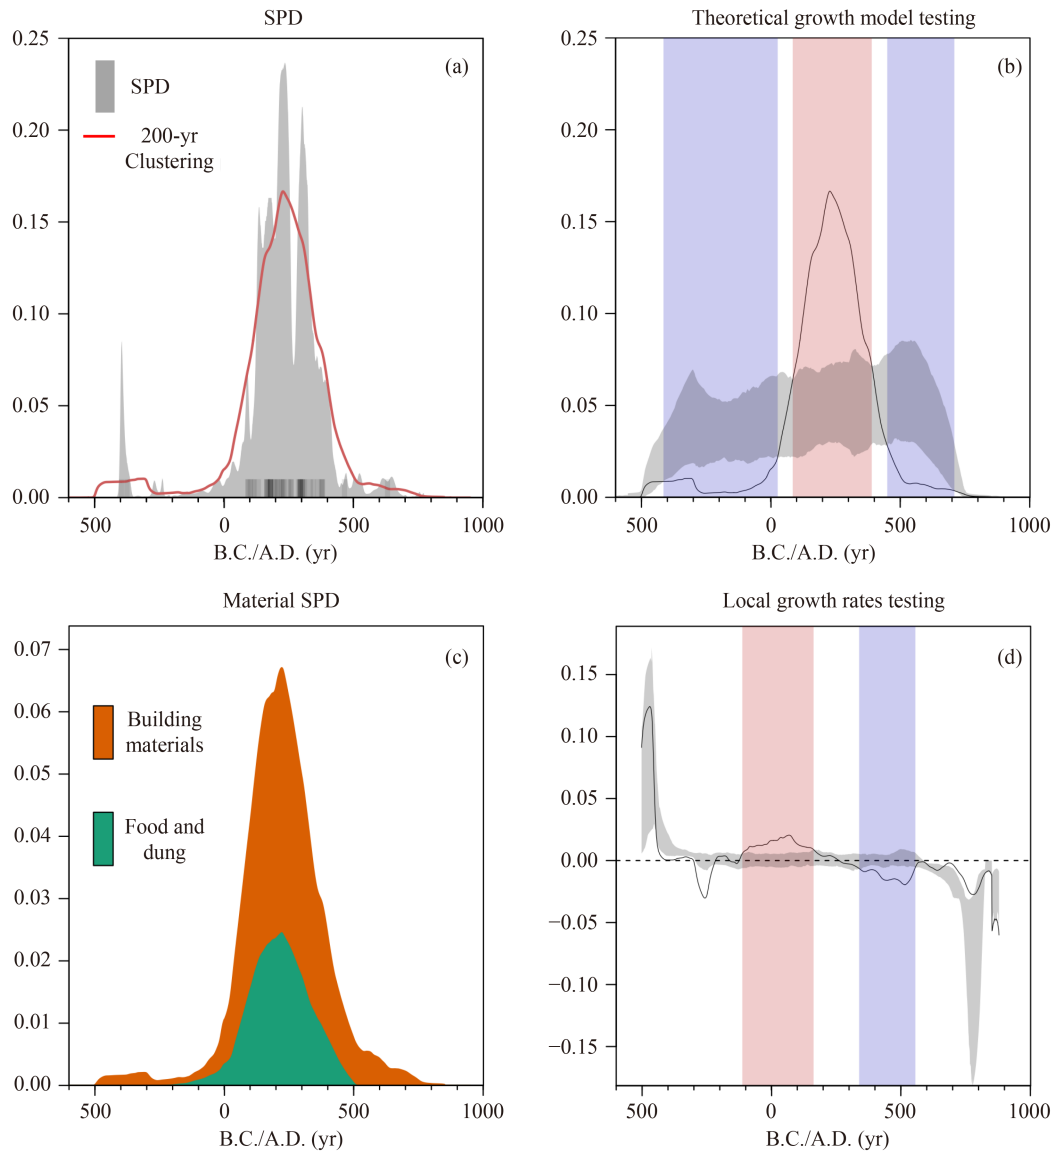 SPD
0.25
0.20
0.15
0.10
0.05
0.00
(a)
SPD
200-yr
Clustering
500
0
500
1000
B.C./A.D. (yr)
Theoretical growth model testing
0.25
0.20
0.15
0.10
0.05
0.00
(b)
500
0
500
1000
B.C./A.D. (yr)
Material SPD
0.07
0.06
0.05
0.04
0.03
0.02
0.01
0.00
(c)
Building
materials
Food and
dung
500
0
500
1000
B.C./A.D. (yr)
Local growth rates testing
0.15
0.10
0.05
0.00
−0.05
−0.10
−0.15
(d)
500
0
500
1000
B.C./A.D. (yr)